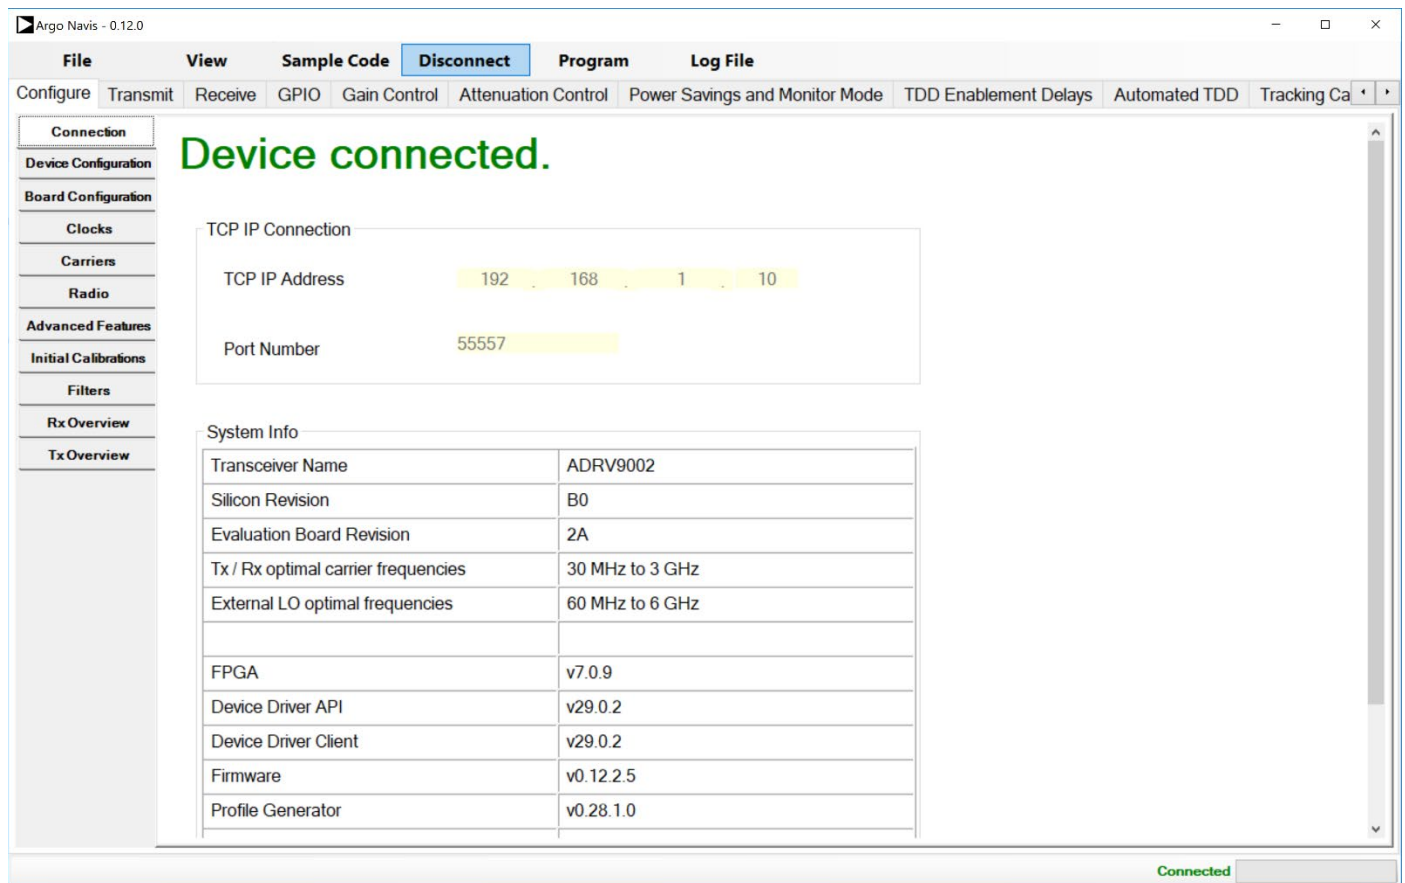 Argo Navis - 0.12.0
File View Sample Code Disconnect Program Log File
Configure Transmit Receive GPIO Gain Control Attenuation Control Power Savings and Monitor Mode TDD Enablement Delays Automated TDD Tracking Ca
Connection
Device Configuration
Board Configuration
Clocks
Carriers
Radio
Advanced Features
Initial Calibrations
Filters
Rx Overview
Tx Overview
Device connected.
TCP IP Connection
TCP IP Address 192 . 168 . 1 . 10
Port Number 55557
System Info
Transceiver Name ADRV9002
Silicon Revision B0
Evaluation Board Revision 2A
Tx / Rx optimal carrier frequencies 30 MHz to 3 GHz
External LO optimal frequencies 60 MHz to 6 GHz
FPGA v7.0.9
Device Driver API v29.0.2
Device Driver Client v29.0.2
Firmware v0.12.2.5
Profile Generator v0.28.1.0
Connected